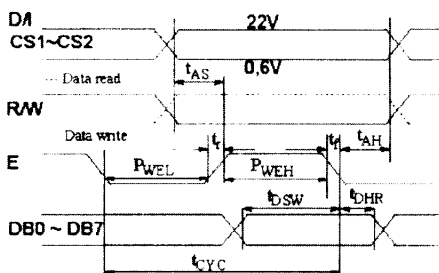 D/I
22V
CS1~CS2
0,6V
Data read
tAS
R/W
Data write
tr
tf
tAH
E
PWEL
PWEH
tDSW
tDHR
DB0 ~ DB7
tCYC